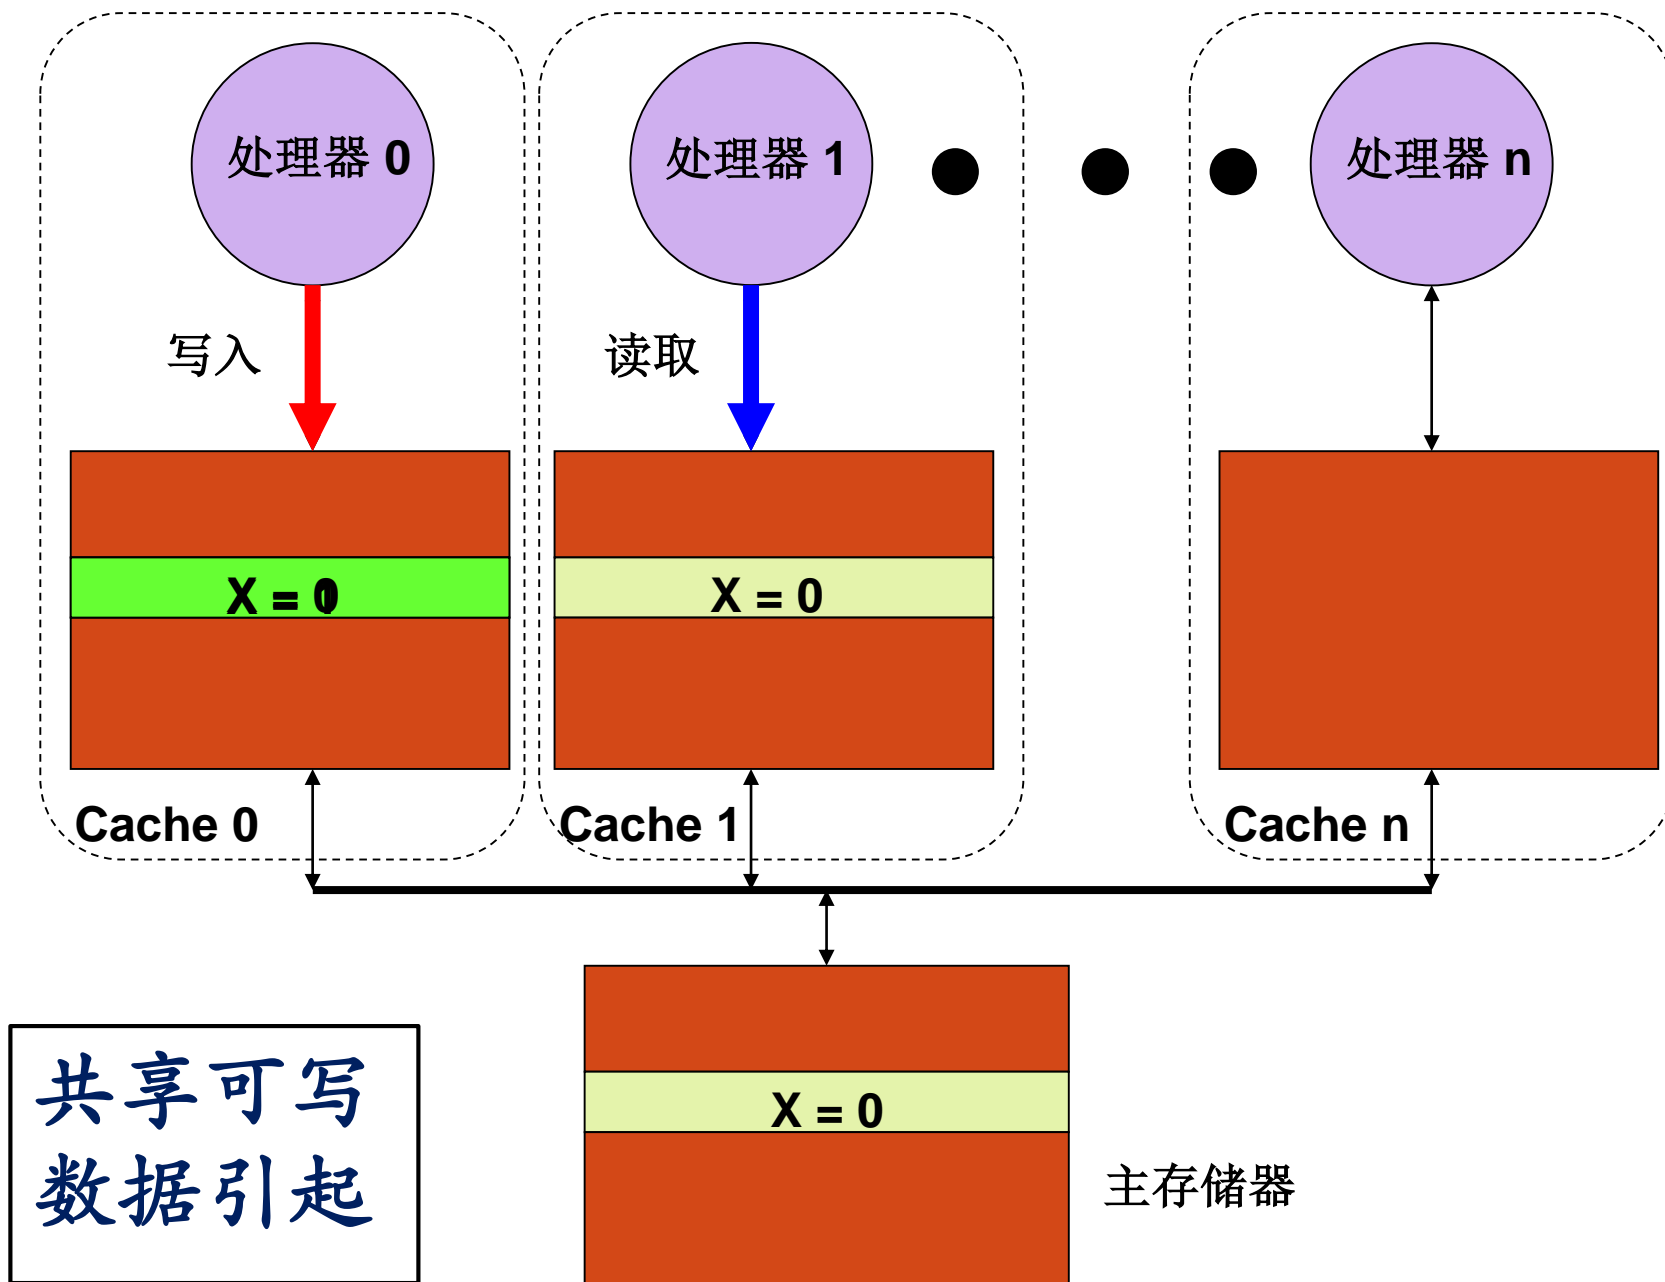 处理器 0
处理器 1
处理器 n
写入
读取
X = 0
X = 0
Cache 0
Cache 1
Cache n
X = 0
共享可写
数据引起
主存储器